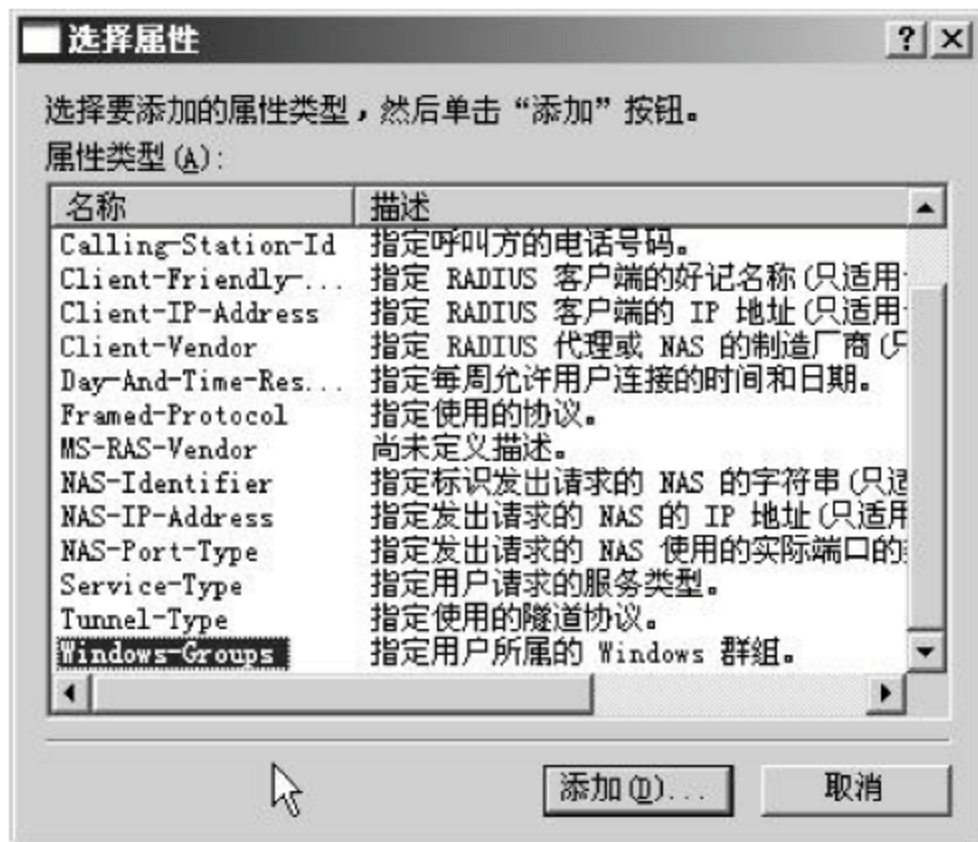 选择属性
选择要添加的属性类型，然后单击“添加”按钮。
属性类型(A):
名称 描述
Calling-Station-Id 指定呼叫方的电话号码。
Client-Friendly-... 指定 RADIUS 客户端的好记名称(只适用
Client-IP-Address 指定 RADIUS 客户端的 IP 地址(只适用
Client-Vendor 指定 RADIUS 代理或 NAS 的制造厂商(只
Day-And-Time-Res... 指定每周允许用户连接的时间和日期。
Framed-Protocol 指定使用的协议。
MS-RAS-Vendor 尚未定义描述。
NAS-Identifier 指定标识发出请求的 NAS 的字符串(只适
NAS-IP-Address 指定发出请求的 NAS 的 IP 地址(只适用
NAS-Port-Type 指定发出请求的 NAS 使用的实际端口的
Service-Type 指定用户请求的服务类型。
Tunnel-Type 指定使用的隧道协议。
Windows-Groups 指定用户所属的 Windows 群组。
添加(D)... 取消